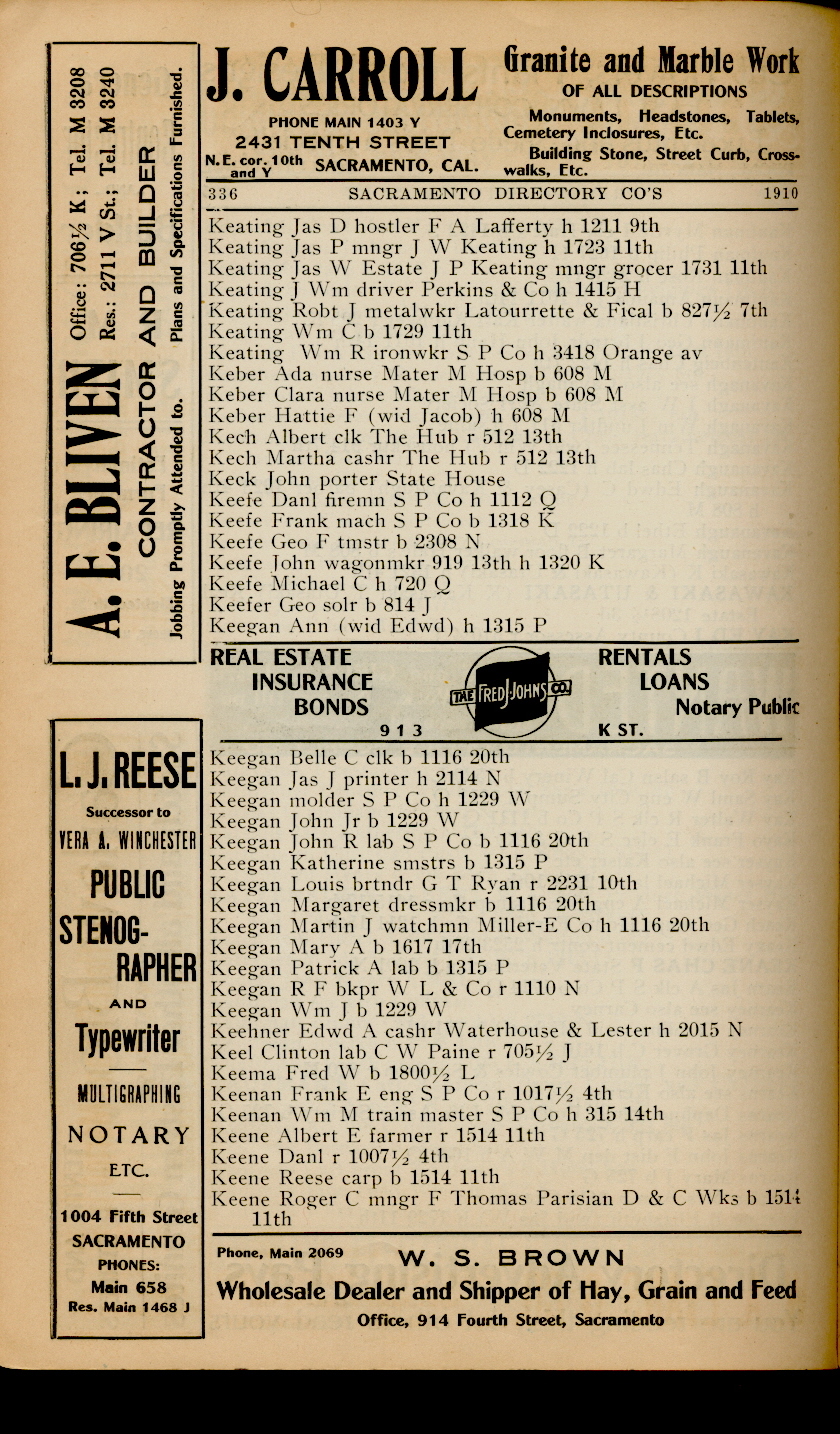 J. CARROLL
PHONE MAIN 1403 Y
2431 TENTH STREET
N.E. cor. 10th and Y SACRAMENTO, CAL.
Granite and Marble Work
OF ALL DESCRIPTIONS
Monuments, Headstones, Tablets,
Cemetery Inclosures, Etc.
Building Stone, Street Curb, Cross-
walks, Etc.
A. E. BLIVEN
Office: 706½ K; Tel. M 3208
Res.: 2711 V St.; Tel. M 3240
CONTRACTOR AND BUILDER
Jobbing Promptly Attended to. Plans and Specifications Furnished.
336 SACRAMENTO DIRECTORY CO'S 1910
Keating Jas D hostler F A Lafferty h 1211 9th
Keating Jas P mngr J W Keating h 1723 11th
Keating Jas W Estate J P Keating mngr grocer 1731 11th
Keating J Wm driver Perkins & Co h 1415 H
Keating Robt J metalwkr Latourrette & Fical b 827½ 7th
Keating Wm C b 1729 11th
Keating Wm R ironwkr S P Co h 3418 Orange av
Keber Ada nurse Mater M Hosp b 608 M
Keber Clara nurse Mater M Hosp b 608 M
Keber Hattie F (wid Jacob) h 608 M
Kech Albert clk The Hub r 512 13th
Kech Martha cashr The Hub r 512 13th
Keck John porter State House
Keefe Danl firemn S P Co h 1112 Q
Keefe Frank mach S P Co b 1318 K
Keefe Geo F tmstr b 2308 N
Keefe John wagonmkr 919 13th h 1320 K
Keefe Michael C h 720 Q
Keefer Geo solr b 814 J
Keegan Ann (wid Edwd) h 1315 P
REAL ESTATE
INSURANCE
BONDS
913
THE FRED J. JOHNS CO.
RENTALS
LOANS
Notary Public
K ST.
L. J. REESE
Successor to
VERA A. WINCHESTER
PUBLIC
STENOG-
RAPHER
AND
Typewriter
MULTIGRAPHING
NOTARY
ETC.
1004 Fifth Street
SACRAMENTO
PHONES:
Main 658
Res. Main 1468 J
Keegan Belle C clk b 1116 20th
Keegan Jas J printer h 2114 N
Keegan molder S P Co h 1229 W
Keegan John Jr b 1229 W
Keegan John R lab S P Co b 1116 20th
Keegan Katherine smstrs b 1315 P
Keegan Louis brtndr G T Ryan r 2231 10th
Keegan Margaret dressmkr b 1116 20th
Keegan Martin J watchmn Miller-E Co h 1116 20th
Keegan Mary A b 1617 17th
Keegan Patrick A lab b 1315 P
Keegan R F bkpr W L & Co r 1110 N
Keegan Wm J b 1229 W
Keehner Edwd A cashr Waterhouse & Lester h 2015 N
Keel Clinton lab C W Paine r 705½ J
Keema Fred W b 1800½ L
Keenan Frank E eng S P Co r 1017½ 4th
Keenan Wm M train master S P Co h 315 14th
Keene Albert E farmer r 1514 11th
Keene Danl r 1007½ 4th
Keene Reese carp b 1514 11th
Keene Roger C mngr F Thomas Parisian D & C Wks b 1514
11th
Phone, Main 2069 W. S. BROWN
Wholesale Dealer and Shipper of Hay, Grain and Feed
Office, 914 Fourth Street, Sacramento